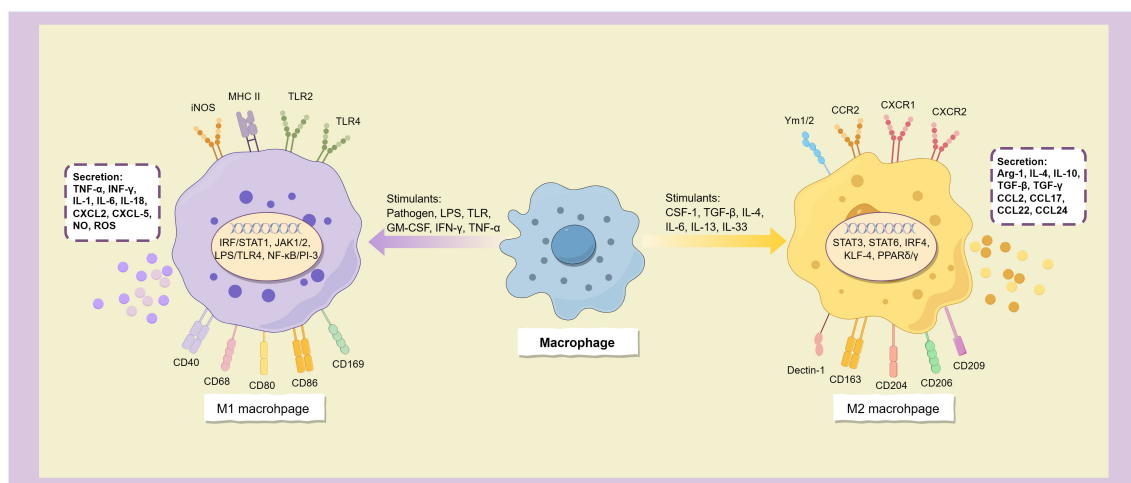 iNOS
MHC II
TLR2
TLR4
Secretion:
TNF-α, INF-γ,
IL-1, IL-6, IL-18,
CXCL2, CXCL-5,
NO, ROS
IRF/STAT1, JAK1/2,
LPS/TLR4, NF-κB/PI-3
CD40
CD68
CD80
CD86
CD169
M1 macrohpage
Stimulants:
Pathogen, LPS, TLR,
GM-CSF, IFN-γ, TNF-α
Macrophage
Stimulants:
CSF-1, TGF-β, IL-4,
IL-6, IL-13, IL-33
Ym1/2
CCR2
CXCR1
CXCR2
STAT3, STAT6, IRF4,
KLF-4, PPARδ/γ
Secretion:
Arg-1, IL-4, IL-10,
TGF-β, TGF-γ
CCL2, CCL17,
CCL22, CCL24
Dectin-1
CD163
CD204
CD206
CD209
M2 macrohpage